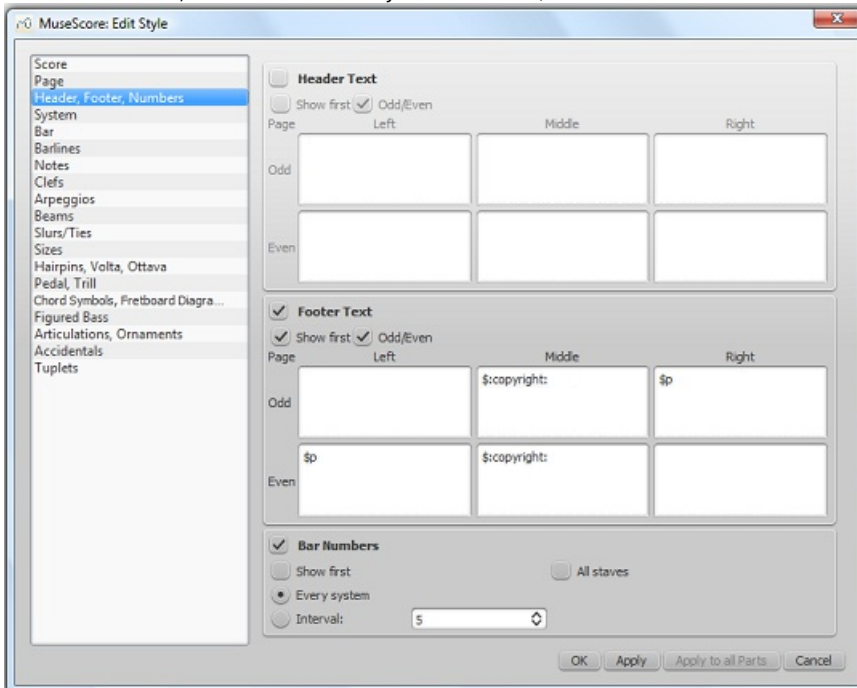 MuseScore: Edit Style
Score
Page
Header, Footer, Numbers
System
Bar
Barlines
Notes
Clefs
Arpeggios
Beams
Slurs/Ties
Sizes
Hairpins, Volta, Ottava
Pedal, Trill
Chord Symbols, Fretboard Diagra...
Figured Bass
Articulations, Ornaments
Accidentals
Tuplets
Header Text
Show first Odd/Even
Page Left Middle Right
Odd
Even
Footer Text
Show first Odd/Even
Page Left Middle Right
Odd $:copyright: $p
Even $p $:copyright:
Bar Numbers
Show first All staves
Every system
Interval: 5
OK Apply Apply to all Parts Cancel